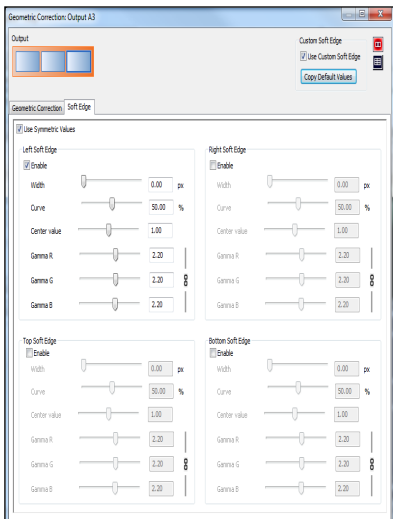 Geometric Correction: Output A3
Output
Custom Soft Edge
Use Custom Soft Edge
Copy Default Values
Geometric Correction
Soft Edge
Use Symmetric Values
Left Soft Edge
Enable
Width 0.00 px
Curve 50.00 %
Center value 1.00
Gamma R 2.20
Gamma G 2.20
Gamma B 2.20
Right Soft Edge
Enable
Width 0.00 px
Curve 50.00 %
Center value 1.00
Gamma R 2.20
Gamma G 2.20
Gamma B 2.20
Top Soft Edge
Enable
Width 0.00 px
Curve 50.00 %
Center value 1.00
Gamma R 2.20
Gamma G 2.20
Gamma B 2.20
Bottom Soft Edge
Enable
Width 0.00 px
Curve 50.00 %
Center value 1.00
Gamma R 2.20
Gamma G 2.20
Gamma B 2.20